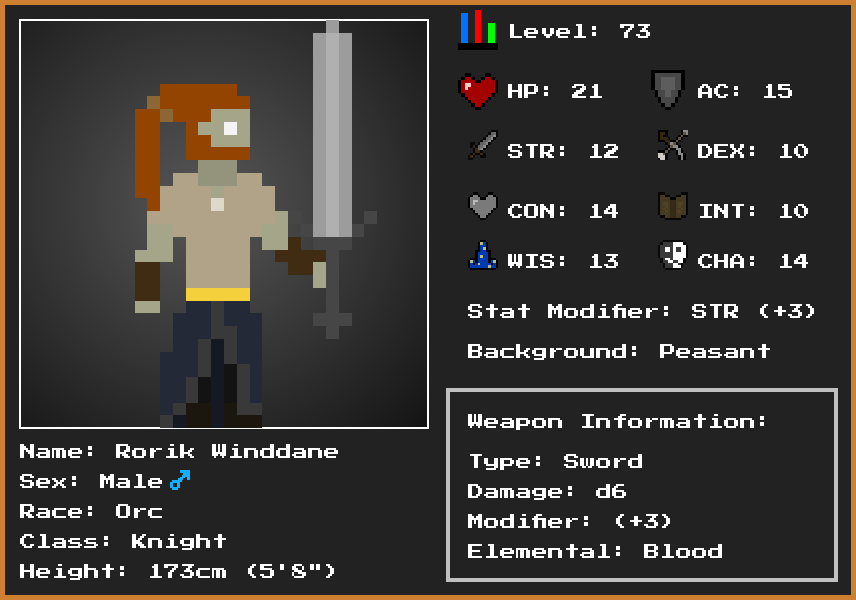 Level: 73
HP: 21 AC: 15
STR: 12 DEX: 10
CON: 14 INT: 10
WIS: 13 CHA: 14
Stat Modifier: STR (+3)
Background: Peasant
Weapon Information:
Type: Sword
Damage: d6
Modifier: (+3)
Elemental: Blood
Name: Rorik Winddane
Sex: Male♂
Race: Orc
Class: Knight
Height: 173cm (5'8")